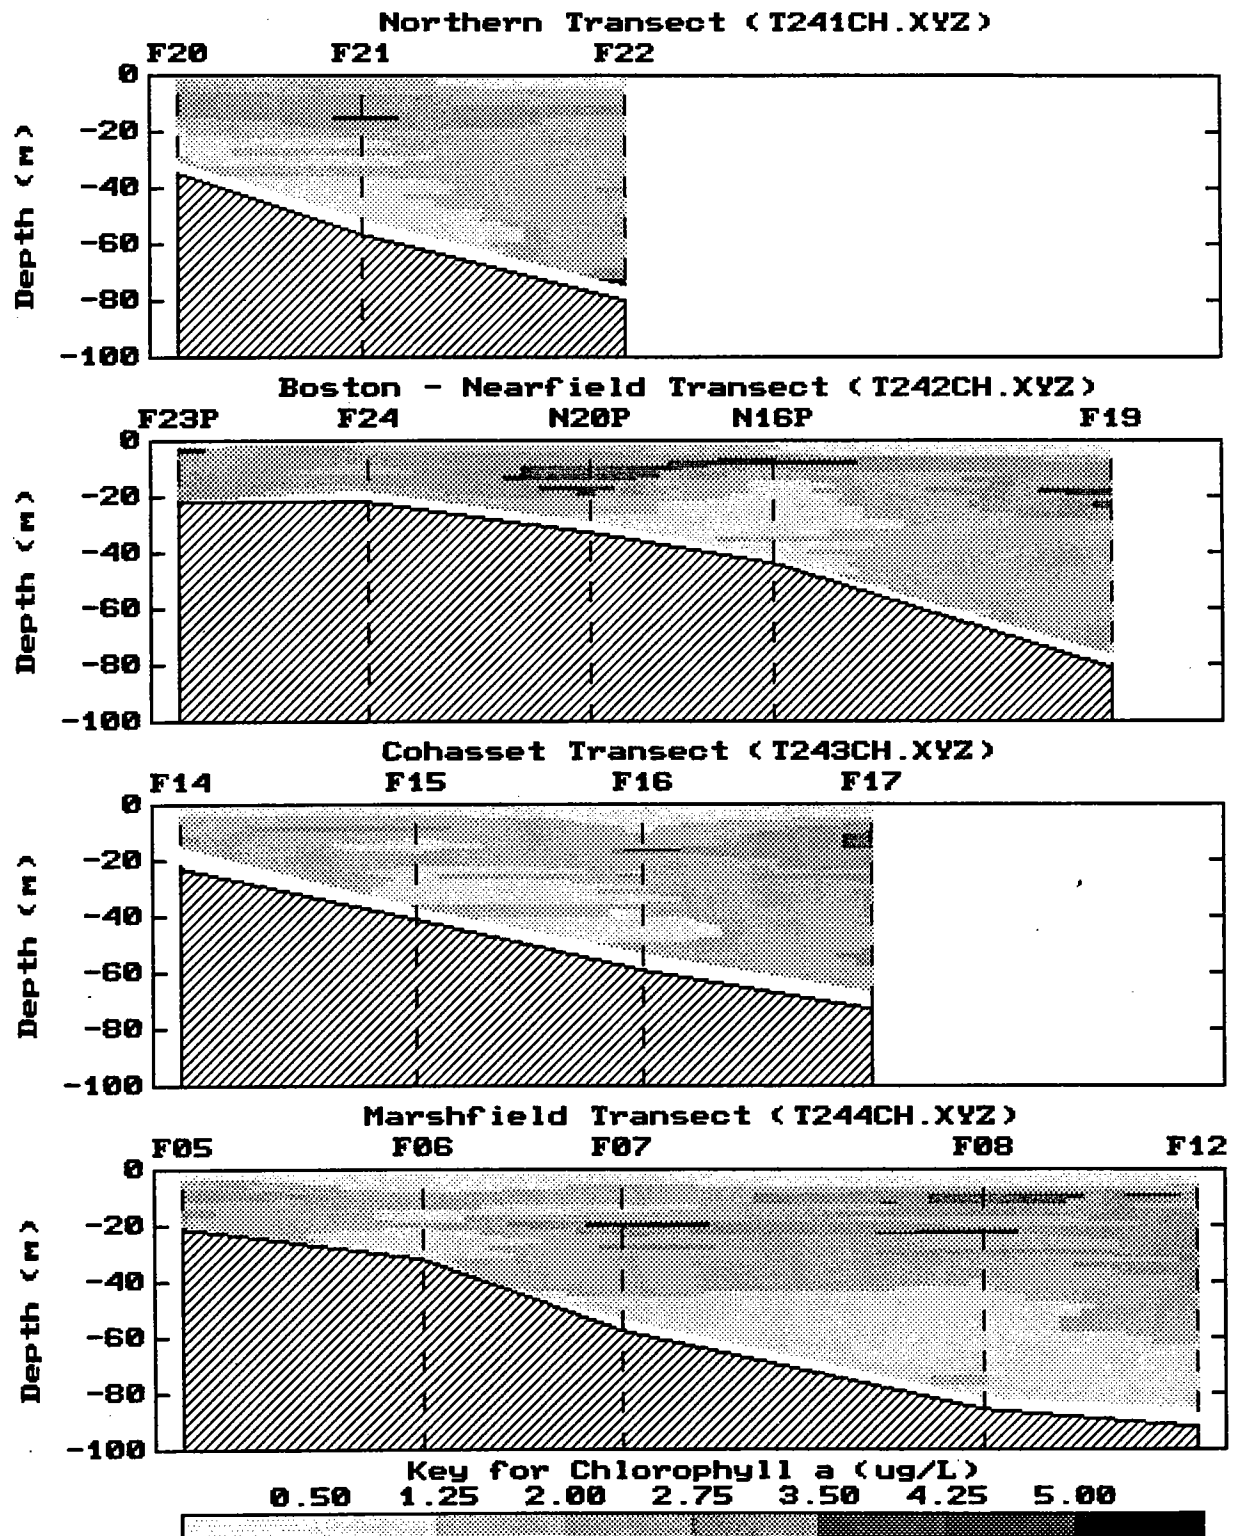 Northern Transect (T241CH.XYZ)
F20 F21 F22
0
-20
-40
-60
-80
-100
Depth (m)
Boston - Nearfield Transect (T242CH.XYZ)
F23P F24 N20P N16P F19
0
-20
-40
-60
-80
-100
Depth (m)
Cohasset Transect (T243CH.XYZ)
F14 F15 F16 F17
0
-20
-40
-60
-80
-100
Depth (m)
Marshfield Transect (T244CH.XYZ)
F05 F06 F07 F08 F12
0
-20
-40
-60
-80
-100
Depth (m)
Key for Chlorophyll a (ug/L)
0.50 1.25 2.00 2.75 3.50 4.25 5.00